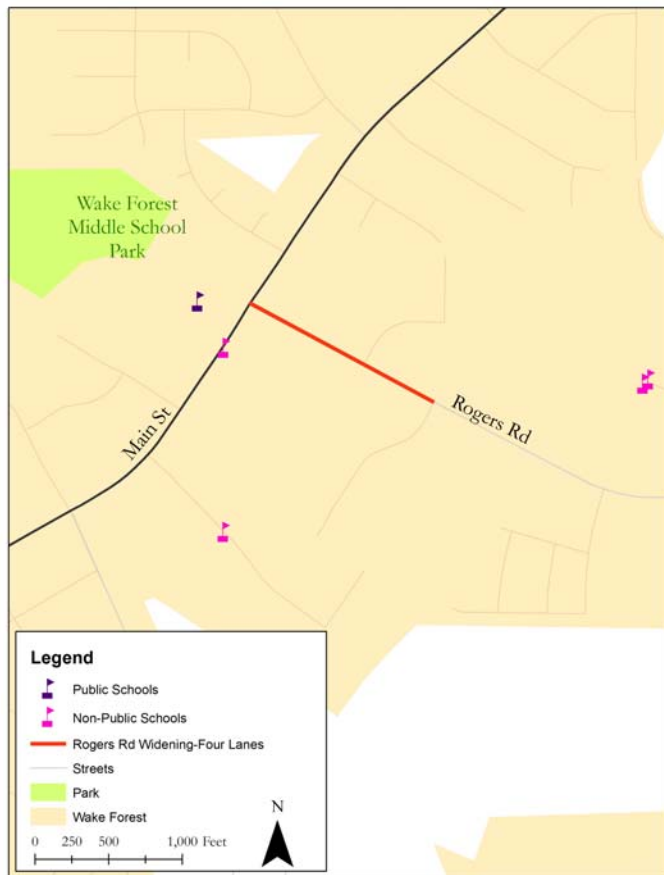 Wake Forest
Middle School
Park
Main St
Rogers Rd
Legend
Public Schools
Non-Public Schools
Rogers Rd Widening-Four Lanes
Streets
Park
Wake Forest
N
0 250 500 1,000 Feet